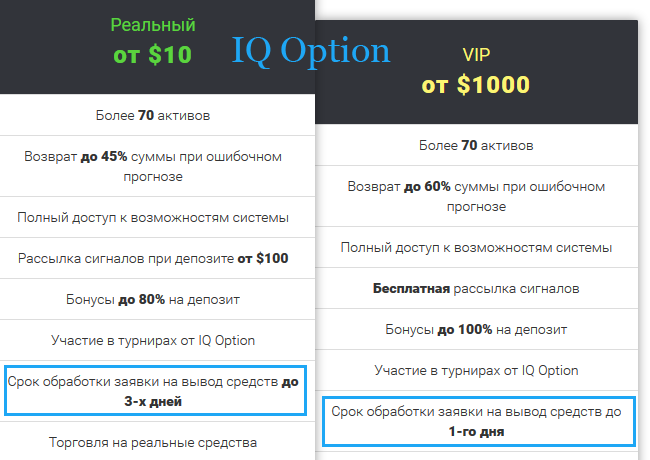 Реальный
от $10
IQ Option
VIP
от $1000
Более 70 активов
Возврат до 45% суммы при ошибочном
прогнозе
Полный доступ к возможностям системы
Рассылка сигналов при депозите от $100
Бонусы до 80% на депозит
Участие в турнирах от IQ Option
Срок обработки заявки на вывод средств до
3-х дней
Торговля на реальные средства
Более 70 активов
Возврат до 60% суммы при ошибочном
прогнозе
Полный доступ к возможностям системы
Бесплатная рассылка сигналов
Бонусы до 100% на депозит
Участие в турнирах от IQ Option
Срок обработки заявки на вывод средств до
1-го дня